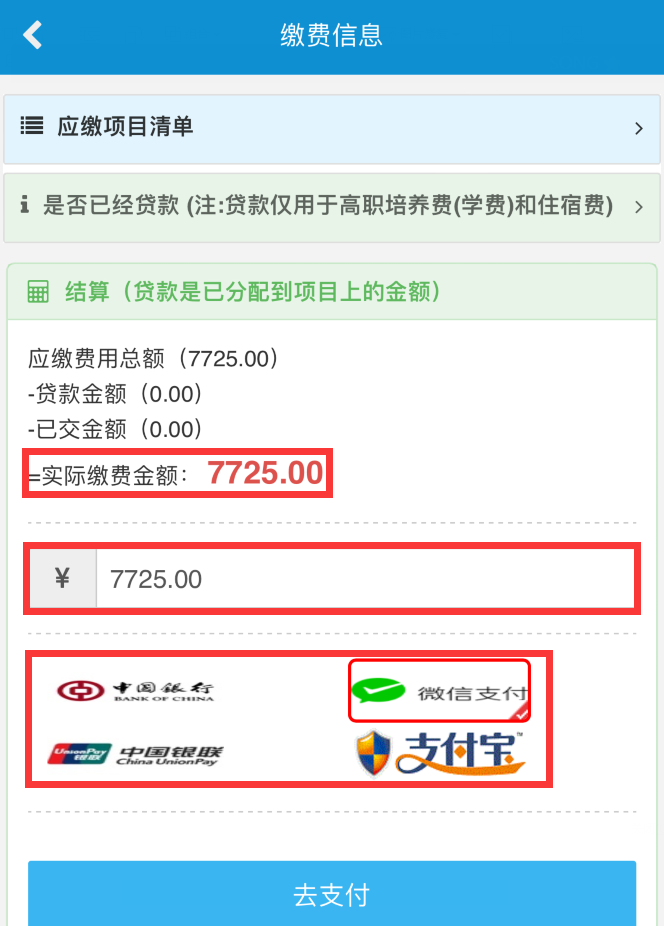 缴费信息
应缴项目清单
是否已经贷款 (注:贷款仅用于高职培养费(学费)和住宿费)
结算（贷款是已分配到项目上的金额）
应缴费用总额（7725.00）
-贷款金额（0.00）
-已交金额（0.00）
=实际缴费金额： 7725.00
¥ 7725.00
中国银行 微信支付
BANK OF CHINA
UnionPay 银联 中国银联 China UnionPay 支付宝™
去支付